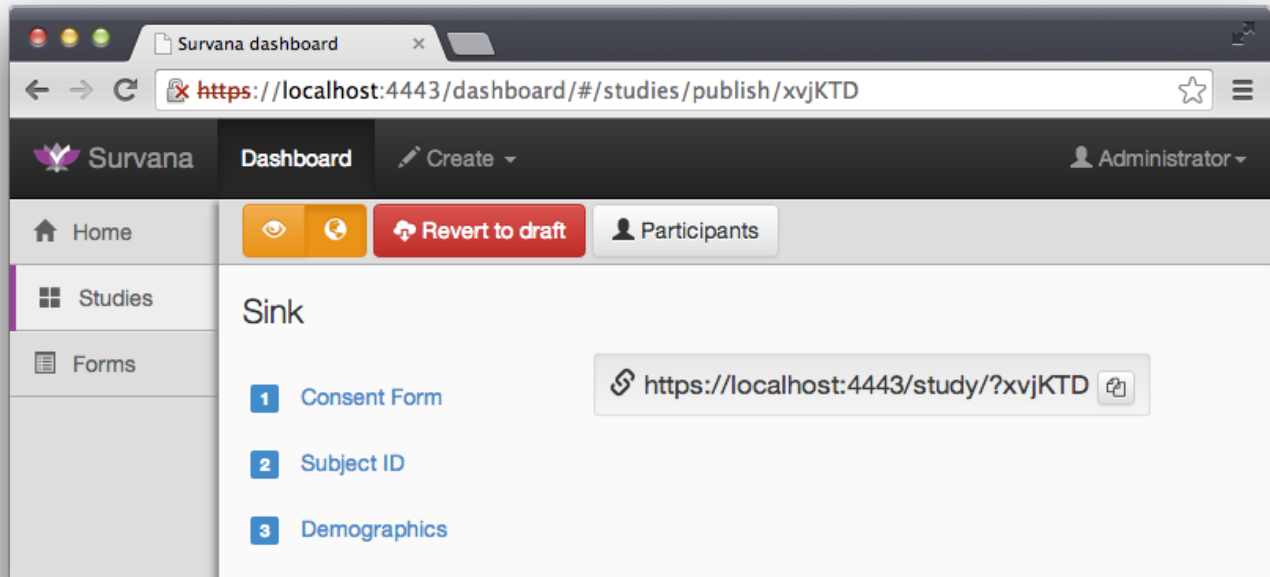 Survana dashboard
https://localhost:4443/dashboard/#/studies/publish/xvjKTD
Survana Dashboard Create Administrator
Home
Revert to draft Participants
Studies
Forms
Sink
https://localhost:4443/study/?xvjKTD
1 Consent Form
2 Subject ID
3 Demographics